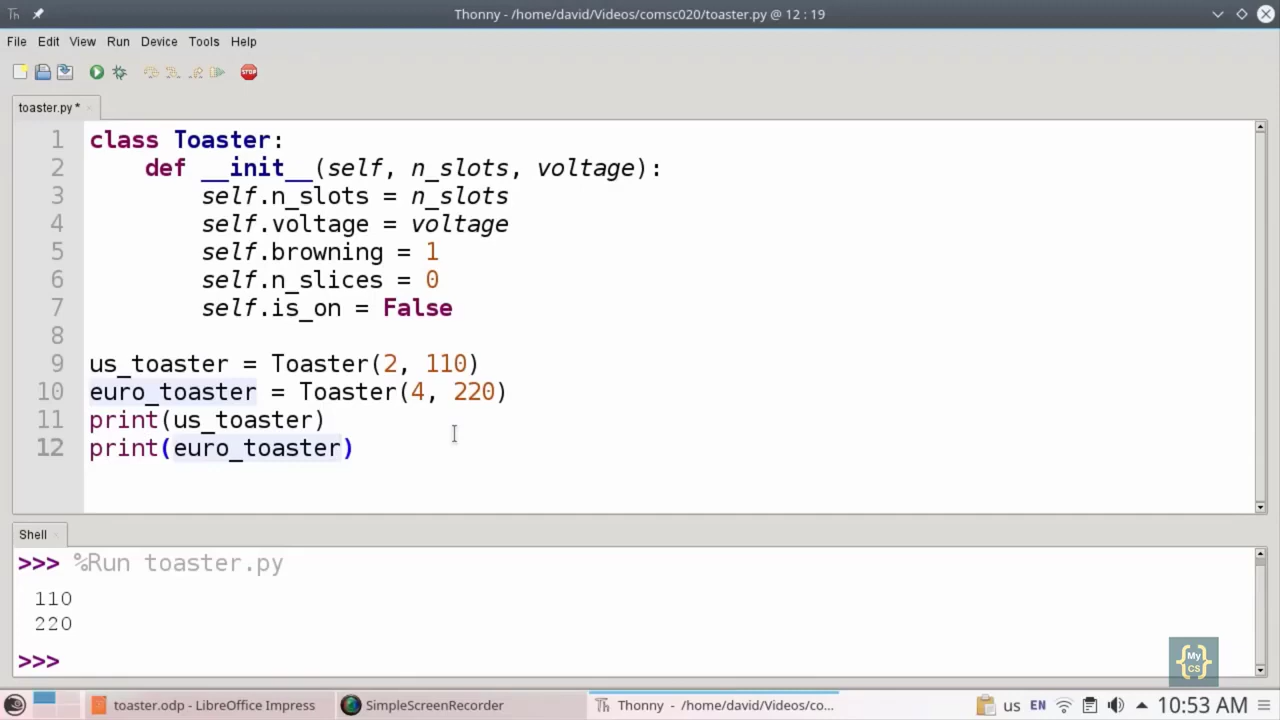 Thonny - /home/david/Videos/comsc020/toaster.py @ 12 : 19
File Edit View Run Device Tools Help
STOP
toaster.py *
1 class Toaster:
2     def __init__(self, n_slots, voltage):
3         self.n_slots = n_slots
4         self.voltage = voltage
5         self.browning = 1
6         self.n_slices = 0
7         self.is_on = False
8
9 us_toaster = Toaster(2, 110)
10 euro_toaster = Toaster(4, 220)
11 print(us_toaster)
12 print(euro_toaster)
Shell
>>> %Run toaster.py
110
220
>>>
My
CS
toaster.odp - LibreOffice Impress SimpleScreenRecorder Th Thonny - /home/david/Videos/co... us EN 10:53 AM